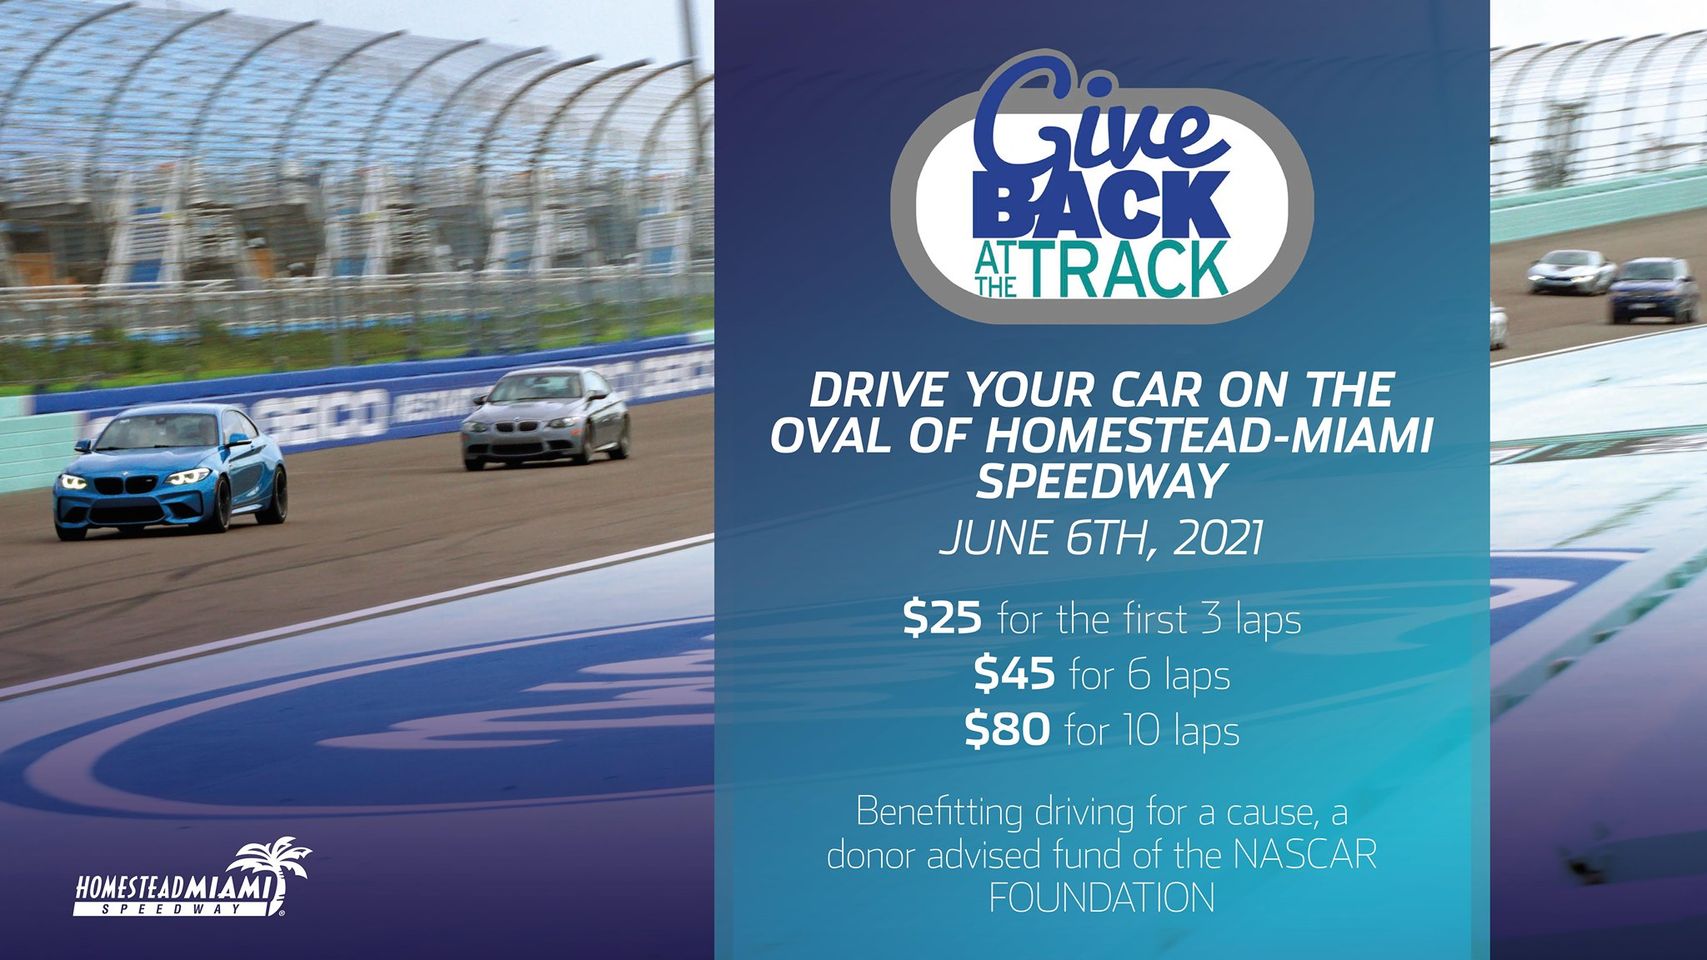 Give
BACK
AT THE TRACK
DRIVE YOUR CAR ON THE
OVAL OF HOMESTEAD-MIAMI
SPEEDWAY
JUNE 6TH, 2021
$25 for the first 3 laps
$45 for 6 laps
$80 for 10 laps
Benefitting driving for a cause, a
donor advised fund of the NASCAR
FOUNDATION
GEICO
HOMESTEADMIAMI
SPEEDWAY